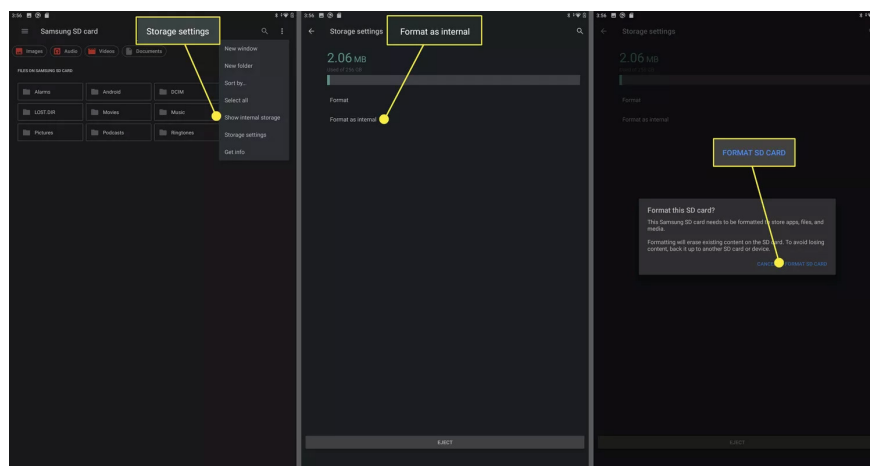 3:56
Samsung SD card
Storage settings
Images
Audio
Videos
Documents
FILES ON SAMSUNG SD CARD
Alarms
Android
DCIM
LOST.DIR
Movies
Music
Pictures
Podcasts
Ringtones
New window
New folder
Sort by...
Select all
Show internal storage
Storage settings
Get info
3:56
Storage settings
Format as internal
2.06 MB
Used of 256 GB
Format
Format as internal
EJECT
3:56
Storage settings
2.06 MB
Format
Format as internal
FORMAT SD CARD
Format this SD card?
This Samsung SD card needs to be formatted to store apps, files, and
media.
Formatting will erase existing content on the SD card. To avoid losing
content, back it up to another SD card or device.
FORMAT SD CARD
EJECT